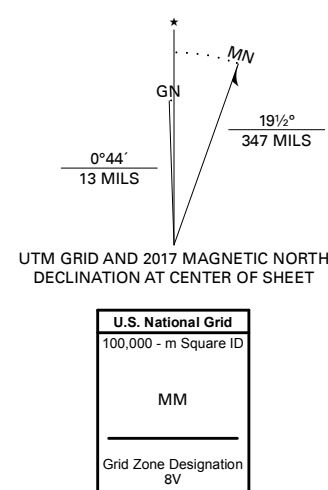 ★
MN
GN
19½°
347 MILS
0°44´
13 MILS
UTM GRID AND 2017 MAGNETIC NORTH
DECLINATION AT CENTER OF SHEET
U.S. National Grid
100,000 - m Square ID
MM
Grid Zone Designation
8V